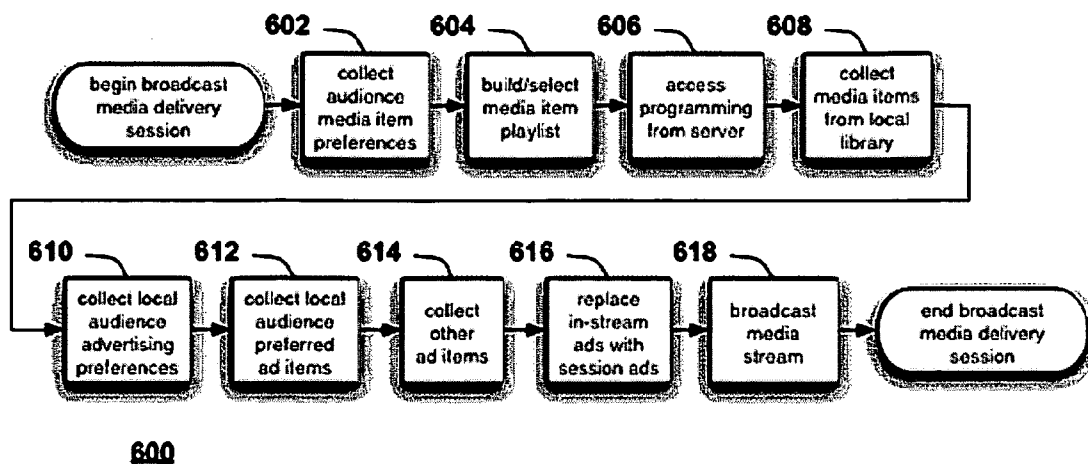 602
604
606
608
begin broadcast
media delivery
session
collect
audience
media item
preferences
build/select
media item
playlist
access
programming
from server
collect
media items
from local
library
610
612
614
616
618
collect local
audience
advertising
preferences
collect local
audience
preferred
ad items
collect
other
ad items
replace
in-stream
ads with
session ads
broadcast
media
stream
end broadcast
media delivery
session
600